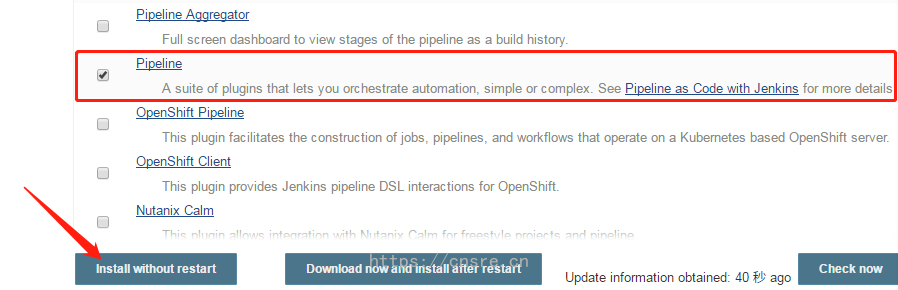 Pipeline Aggregator
Full screen dashboard to view stages of the pipeline as a build history.
Pipeline
A suite of plugins that lets you orchestrate automation, simple or complex. See Pipeline as Code with Jenkins for more details
OpenShift Pipeline
This plugin facilitates the construction of jobs, pipelines, and workflows that operate on a Kubernetes based OpenShift server.
OpenShift Client
This plugin provides Jenkins pipeline DSL interactions for OpenShift.
Nutanix Calm
This plugin allows integration with Nutanix Calm for freestyle projects and pipeline
https://cnsre.cn
Install without restart Download now and install after restart Update information obtained: 40 秒 ago Check now